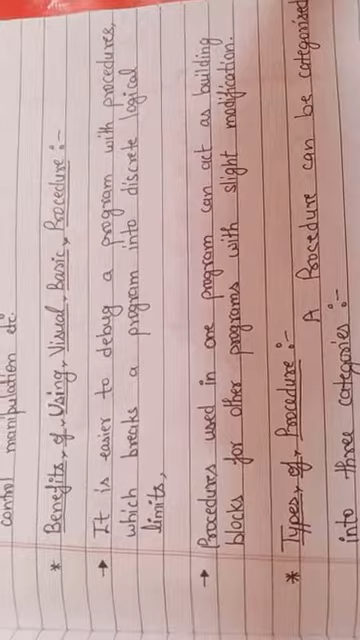 control manipulation etc
* Benefits of Using Visual Basic Procedure :-
→ It is easier to debug a program with procedures,
which breaks a program into discrete logical
limits,
→ Procedures used in one program can act as building
blocks for other programs with slight modification.
* Types of Procedure :-
A Procedure can be categorised
into three categories :-